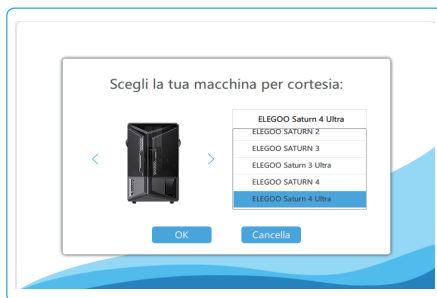 Scegli la tua macchina per cortesia:
ELEGOO Saturn 4 Ultra
ELEGOO SATURN 2
ELEGOO SATURN 3
ELEGOO Saturn 3 Ultra
ELEGOO SATURN 4
ELEGOO Saturn 4 Ultra
OK
Cancella